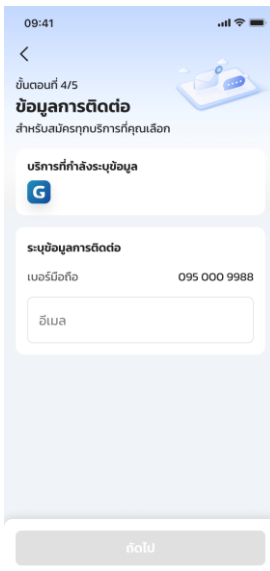 09:41
ขั้นตอนที่ 4/5
ข้อมูลการติดต่อ
สำหรับสมัครทุกบริการที่คุณเลือก
บริการที่กำลังระบุข้อมูล
G
ระบุข้อมูลการติดต่อ
เบอร์มือถือ 095 000 9988
อีเมล
ถัดไป